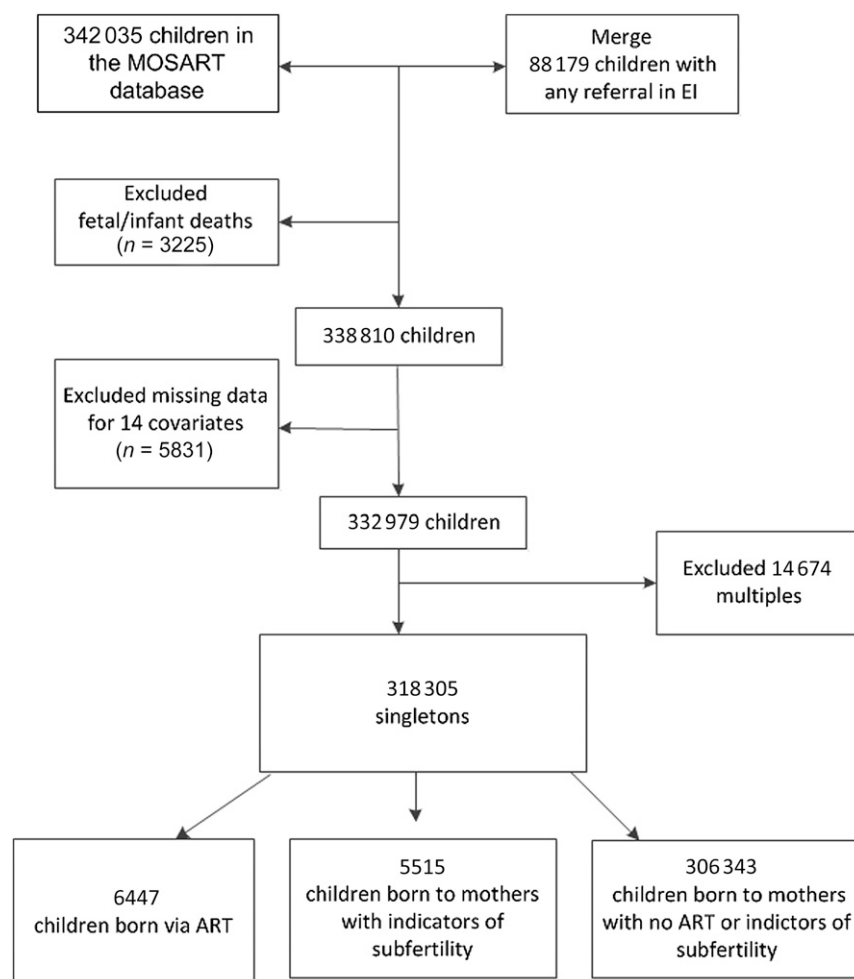 342 035 children in
the MOSART
database
Merge
88 179 children with
any referral in EI
Excluded
fetal/infant deaths
(n = 3225)
338 810 children
Excluded missing data
for 14 covariates
(n = 5831)
332 979 children
Excluded 14 674
multiples
318 305
singletons
6447
children born via ART
5515
children born to mothers
with indicators of
subfertility
306 343
children born to mothers
with no ART or indictors of
subfertility